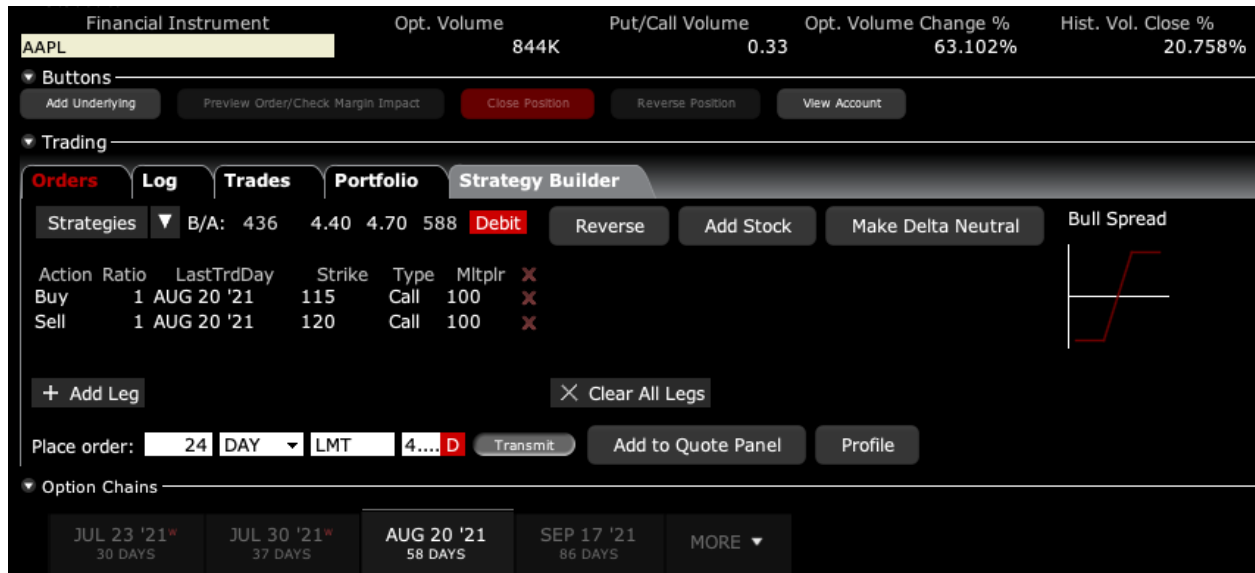 Financial Instrument Opt. Volume Put/Call Volume Opt. Volume Change % Hist. Vol. Close %
AAPL 844K 0.33 63.102% 20.758%
Buttons
Add Underlying Preview Order/Check Margin Impact Close Position Reverse Position View Account
Trading
Orders Log Trades Portfolio Strategy Builder
Strategies ▼ B/A: 436 4.40 4.70 588 Debit Reverse Add Stock Make Delta Neutral Bull Spread
Action Ratio LastTrdDay Strike Type Mltplr X
Buy 1 AUG 20 '21 115 Call 100 X
Sell 1 AUG 20 '21 120 Call 100 X
+ Add Leg X Clear All Legs
Place order: 24 DAY LMT 4.... D Transmit Add to Quote Panel Profile
Option Chains
JUL 23 '21W JUL 30 '21W AUG 20 '21 SEP 17 '21 MORE ▼
30 DAYS 37 DAYS 58 DAYS 86 DAYS